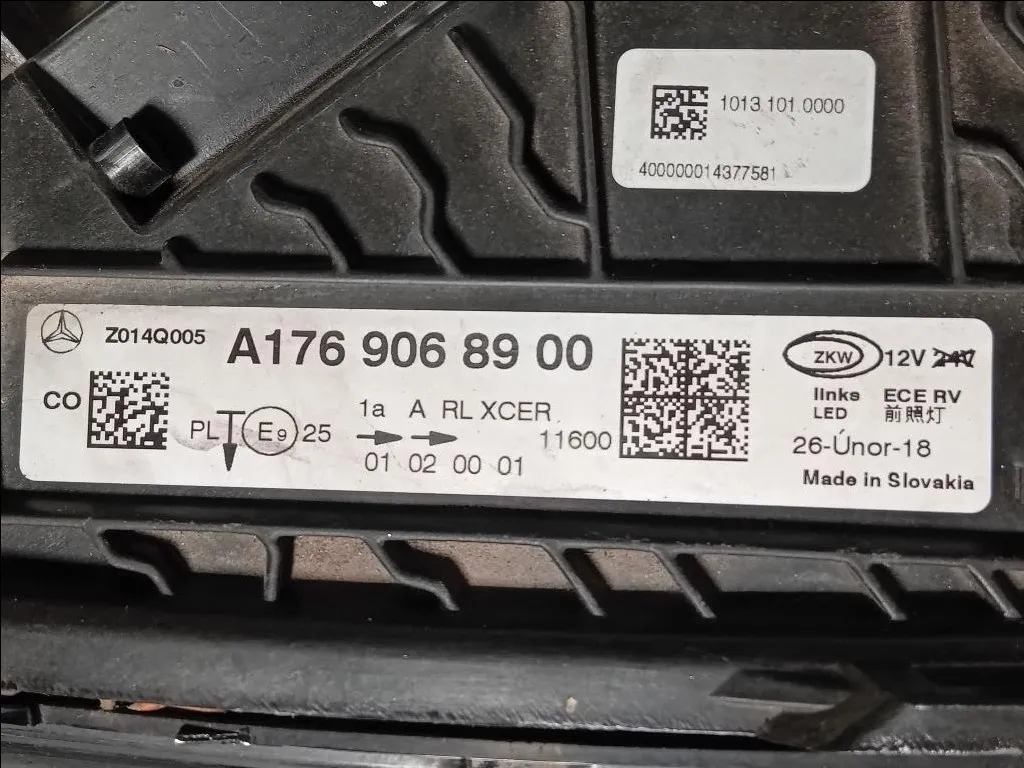 1013.101.0000
400000014377581
Z014Q005 A176 906 89 00
ZKW 12V 24V
CO
links ECE RV
LED 前照灯
1a A RL XCER
PL E9 25
11600
01 02 00 01
26-Únor-18
Made in Slovakia